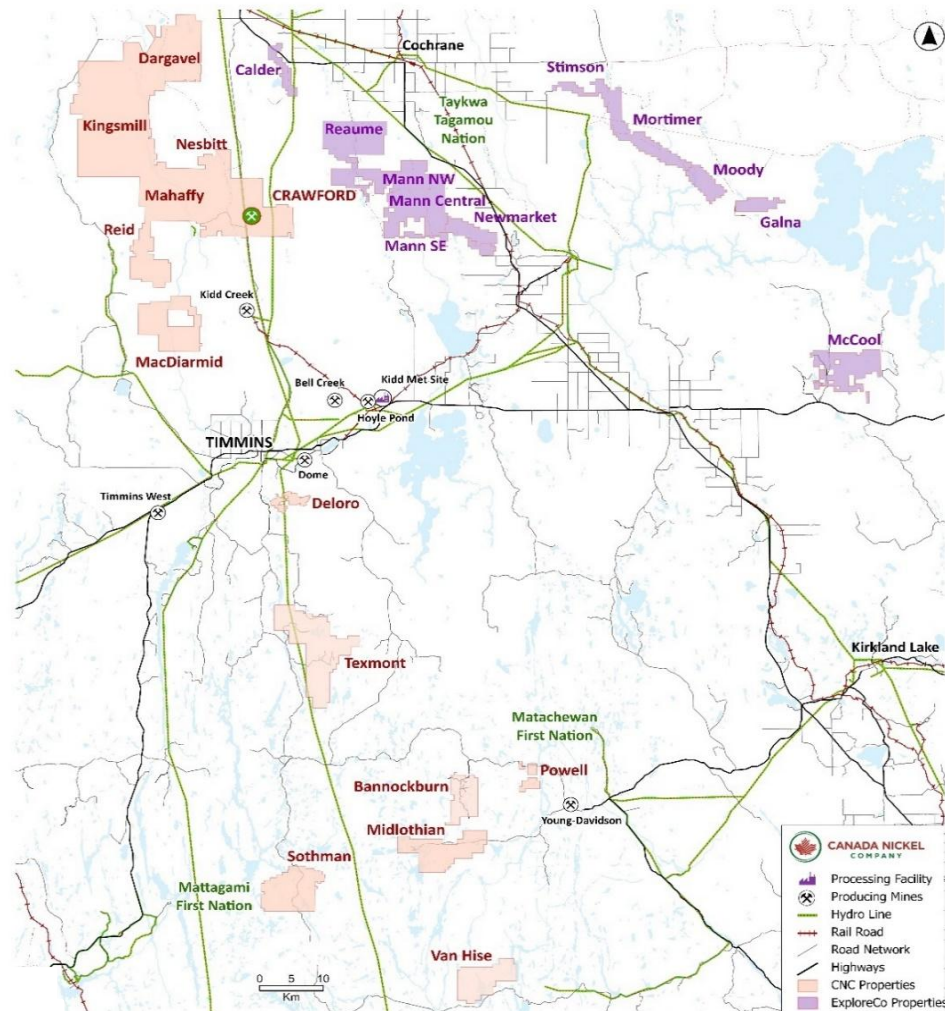 Dargavel
Cochrane
Calder
Stimson
Kingsmill
Taykwa
Tagamou
Nation
Reaume
Mortimer
Nesbitt
Mann NW
Moody
Mahaffy
CRAWFORD
Mann Central
Newmarket
Galna
Reid
Mann SE
Kidd Creek
McCool
MacDiarmid
Bell Creek
Kidd Met Site
Hoyle Pond
TIMMINS
Dome
Timmins West
Deloro
Texmont
Kirkland Lake
Matachewan
First Nation
Powell
Bannockburn
Young-Davidson
Midlothian
Sothman
Mattagami
First Nation
Van Hise
0 5 10
Km
CANADA NICKEL
COMPANY
Processing Facility
Producing Mines
Hydro Line
Rail Road
Road Network
Highways
CNC Properties
ExploreCo Properties